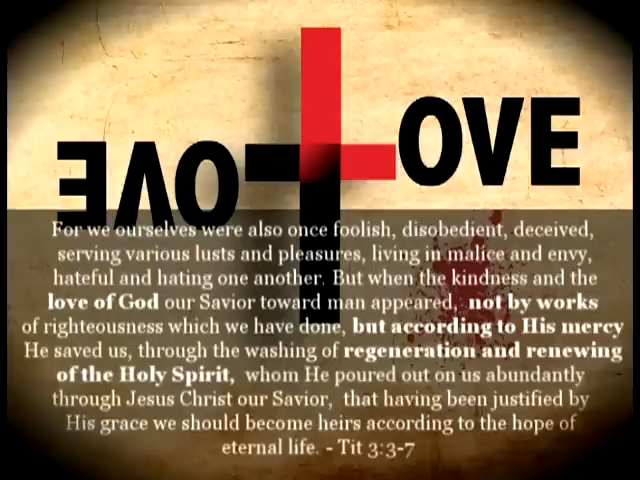 LOVE
LOVE
For we ourselves were also once foolish, disobedient, deceived,
serving various lusts and pleasures, living in malice and envy,
hateful and hating one another. But when the kindness and the
love of God our Savior toward man appeared, not by works
of righteousness which we have done, but according to His mercy
He saved us, through the washing of regeneration and renewing
of the Holy Spirit, whom He poured out on us abundantly
through Jesus Christ our Savior, that having been justified by
His grace we should become heirs according to the hope of
eternal life. - Tit 3:3-7